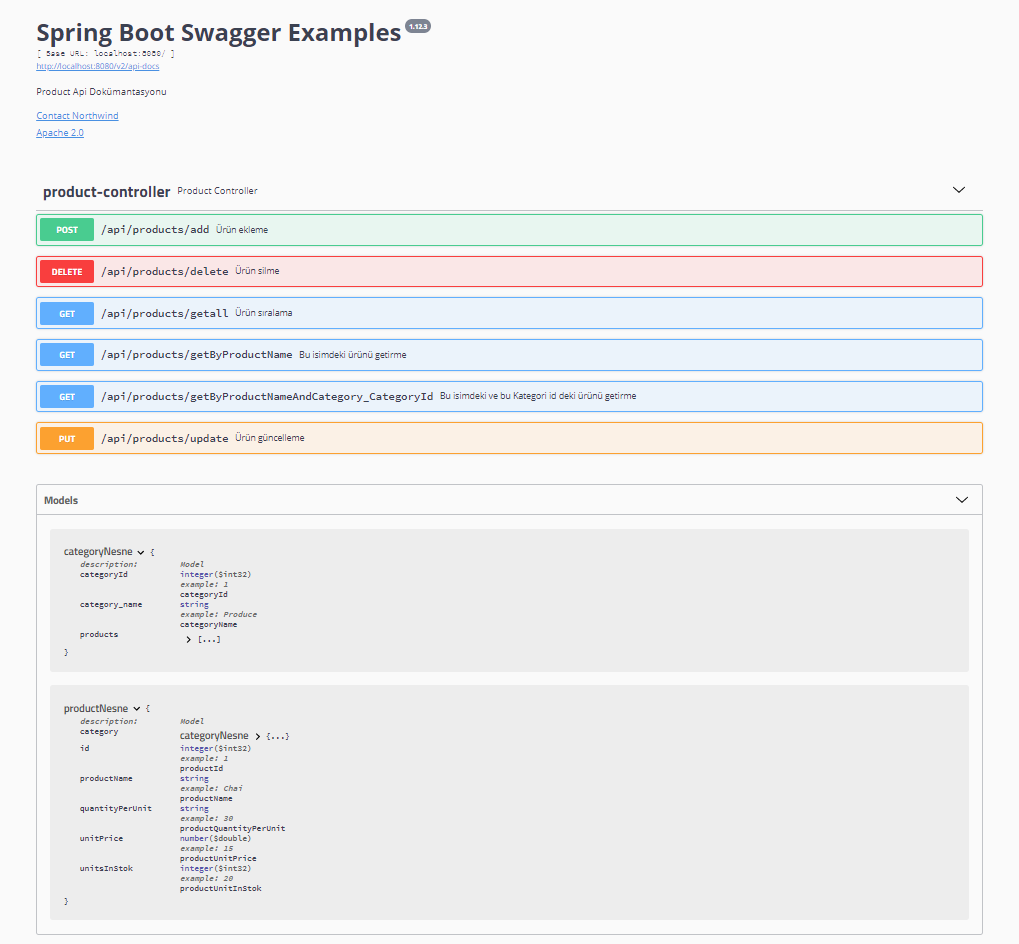 Spring Boot Swagger Examples 1.12.3
[ Base URL: localhost:8080/ ]
http://localhost:8080/v2/api-docs
Product Api Dokümantasyonu
Contact Northwind
Apache 2.0
product-controller Product Controller
POST /api/products/add Ürün ekleme
DELETE /api/products/delete Ürün silme
GET /api/products/getall Ürün sıralama
GET /api/products/getByProductName Bu isimdeki ürünü getirme
GET /api/products/getByProductNameAndCategory_CategoryId Bu isimdeki ve bu Kategori id deki ürünü getirme
PUT /api/products/update Ürün güncelleme
Models
categoryNesne {
description: Model
categoryId integer($int32)
example: 1
categoryId
category_name string
example: Produce
categoryName
products
[...]
}
productNesne {
description: Model
category
categoryNesne {...}
id integer($int32)
example: 1
productId
productName string
example: Chai
productName
quantityPerUnit string
example: 30
productQuantityPerUnit
unitPrice number($double)
example: 15
productUnitPrice
unitsInStok integer($int32)
example: 20
productUnitInStok
}